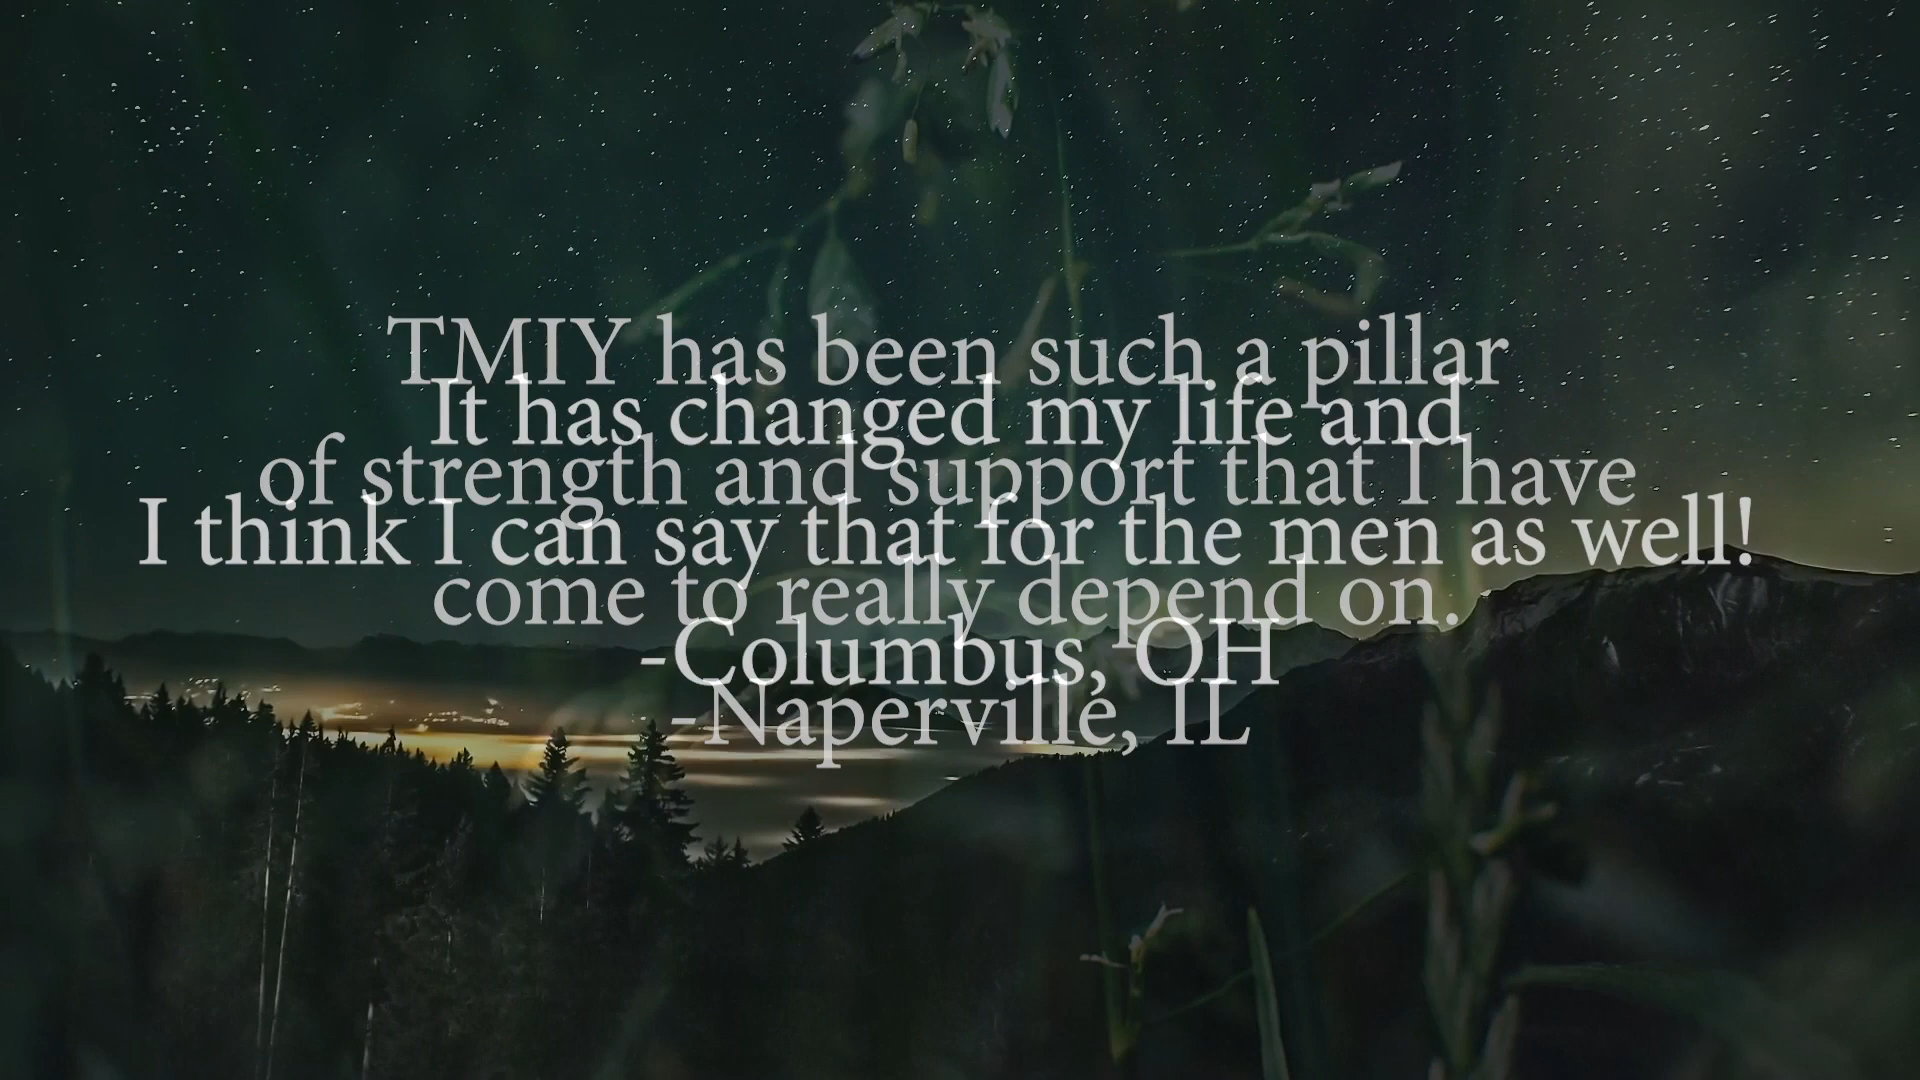 TMIY has been such a pillar
It has changed my life and
of strength and support that I have
I think I can say that for the men as well!
come to really depend on.
-Columbus, OH
-Naperville, IL